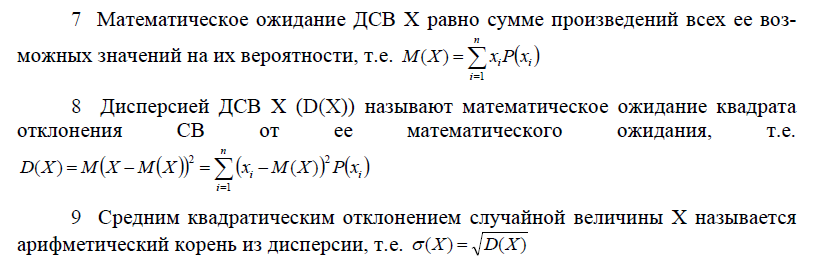 7 Математическое ожидание ДСВ X равно сумме произведений всех ее воз-
можных значений на их вероятности, т.е. $M(X)=\sum_{i=1}^{n} x_i P(x_i)$
8 Дисперсией ДСВ X (D(X)) называют математическое ожидание квадрата
отклонения СВ от ее математического ожидания, т.е.
$D(X)=M(X-M(X))^2=\sum_{i=1}^{n}(x_i-M(X))^2 P(x_i)$
9 Средним квадратическим отклонением случайной величины X называется
арифметический корень из дисперсии, т.е. $\sigma(X)=\sqrt{D(X)}$